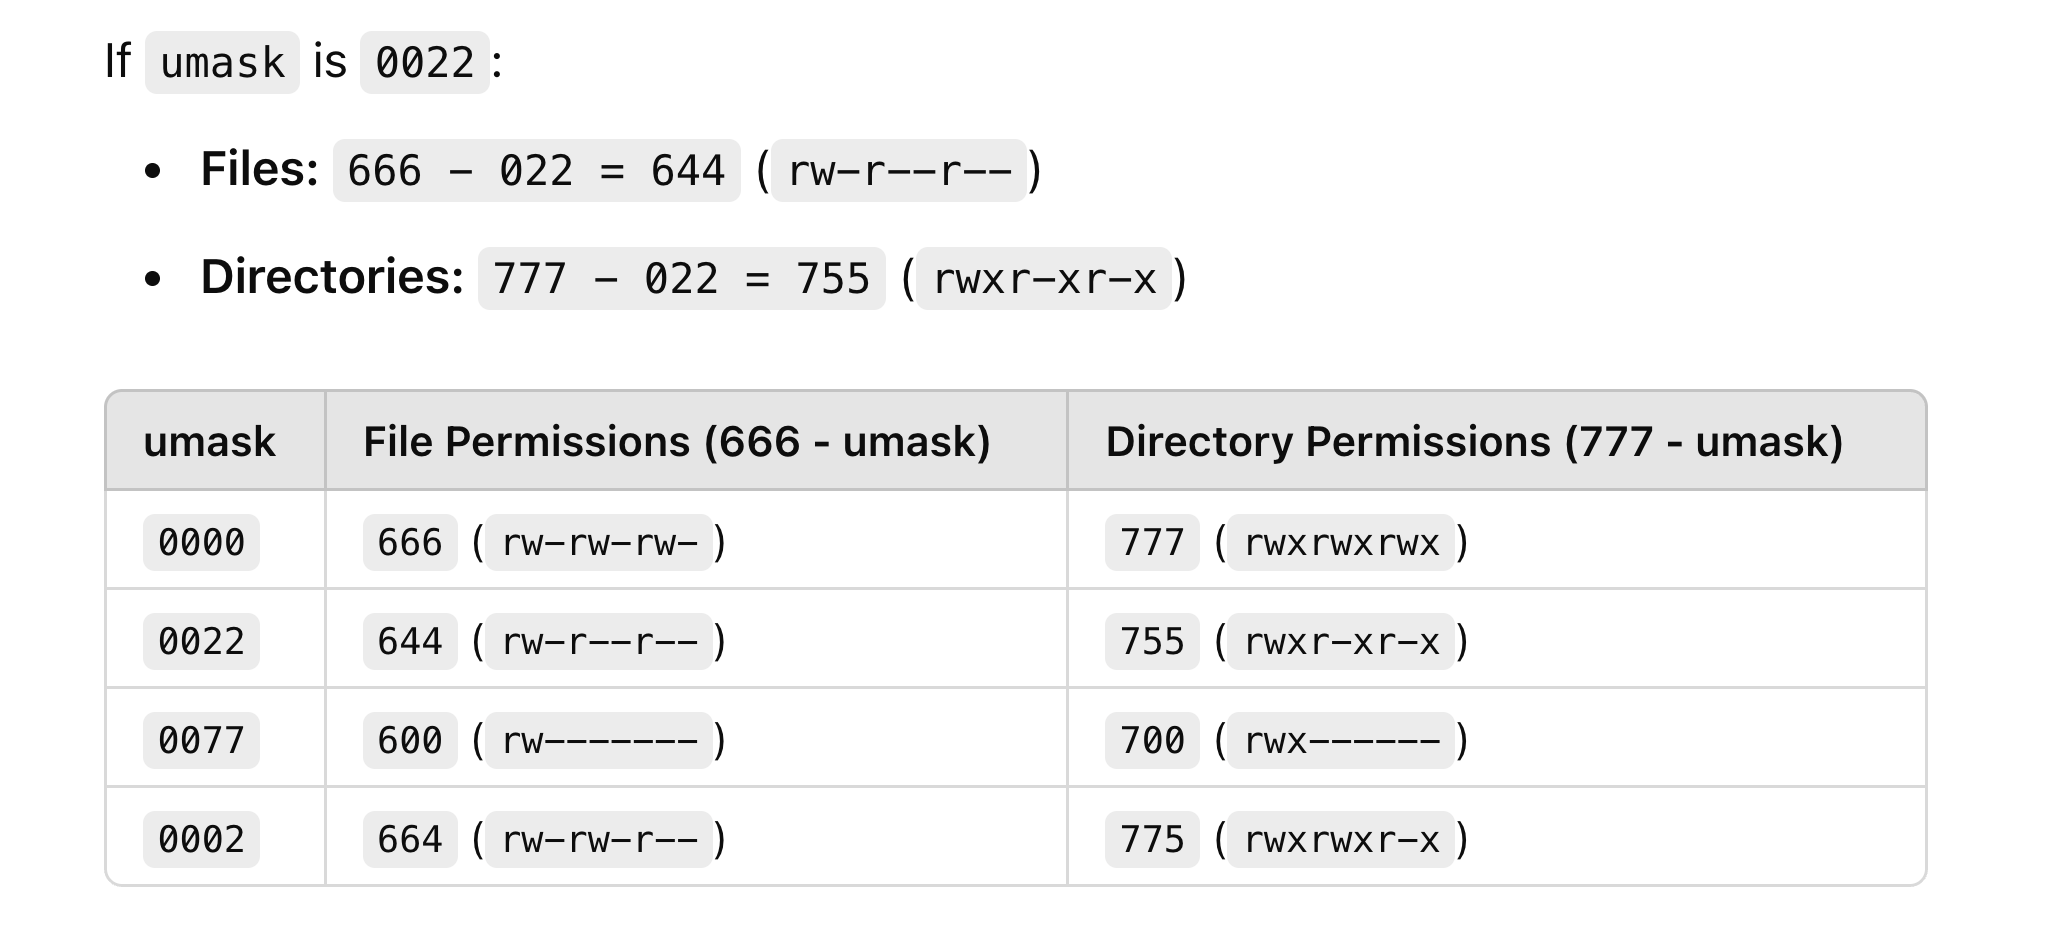 If umask is 0022:
• Files: 666 - 022 = 644 (rw-r--r--)
• Directories: 777 - 022 = 755 (rwxr-xr-x)
umask File Permissions (666 - umask) Directory Permissions (777 - umask)
0000 666 (rw-rw-rw-) 777 (rwxrwxrwx)
0022 644 (rw-r--r--) 755 (rwxr-xr-x)
0077 600 (rw-------) 700 (rwx------)
0002 664 (rw-rw-r--) 775 (rwxrwxr-x)